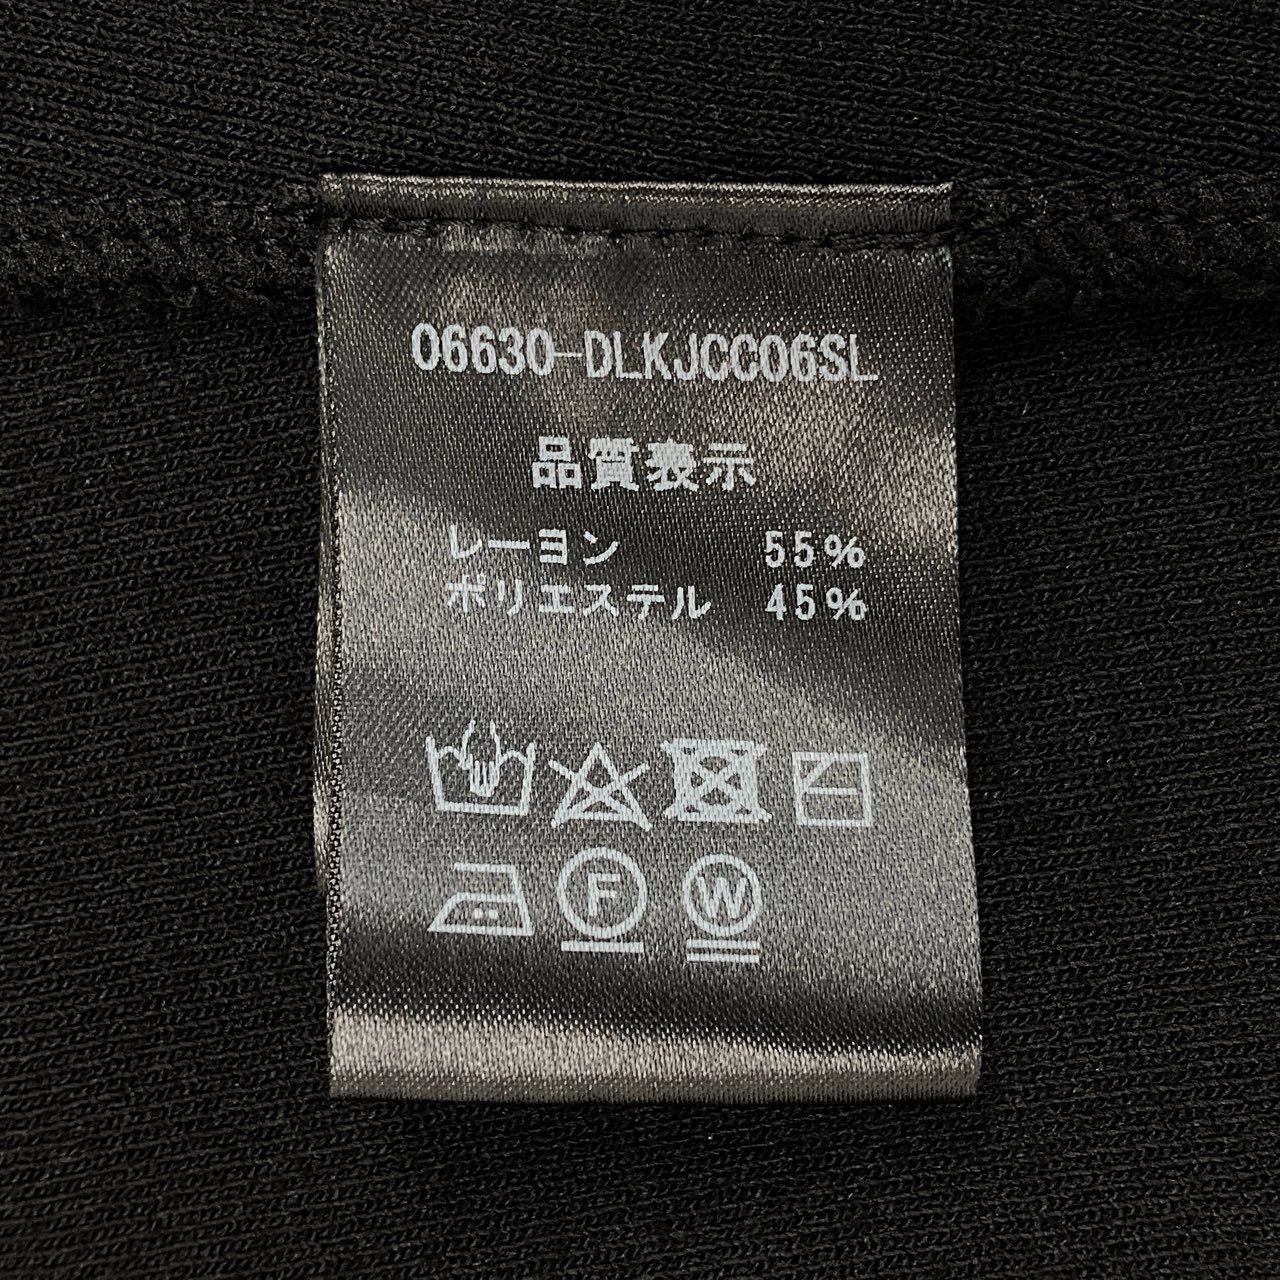 06630-DLKJCC06SL
品質表示
レーヨン 55%
ポリエステル 45%
F W